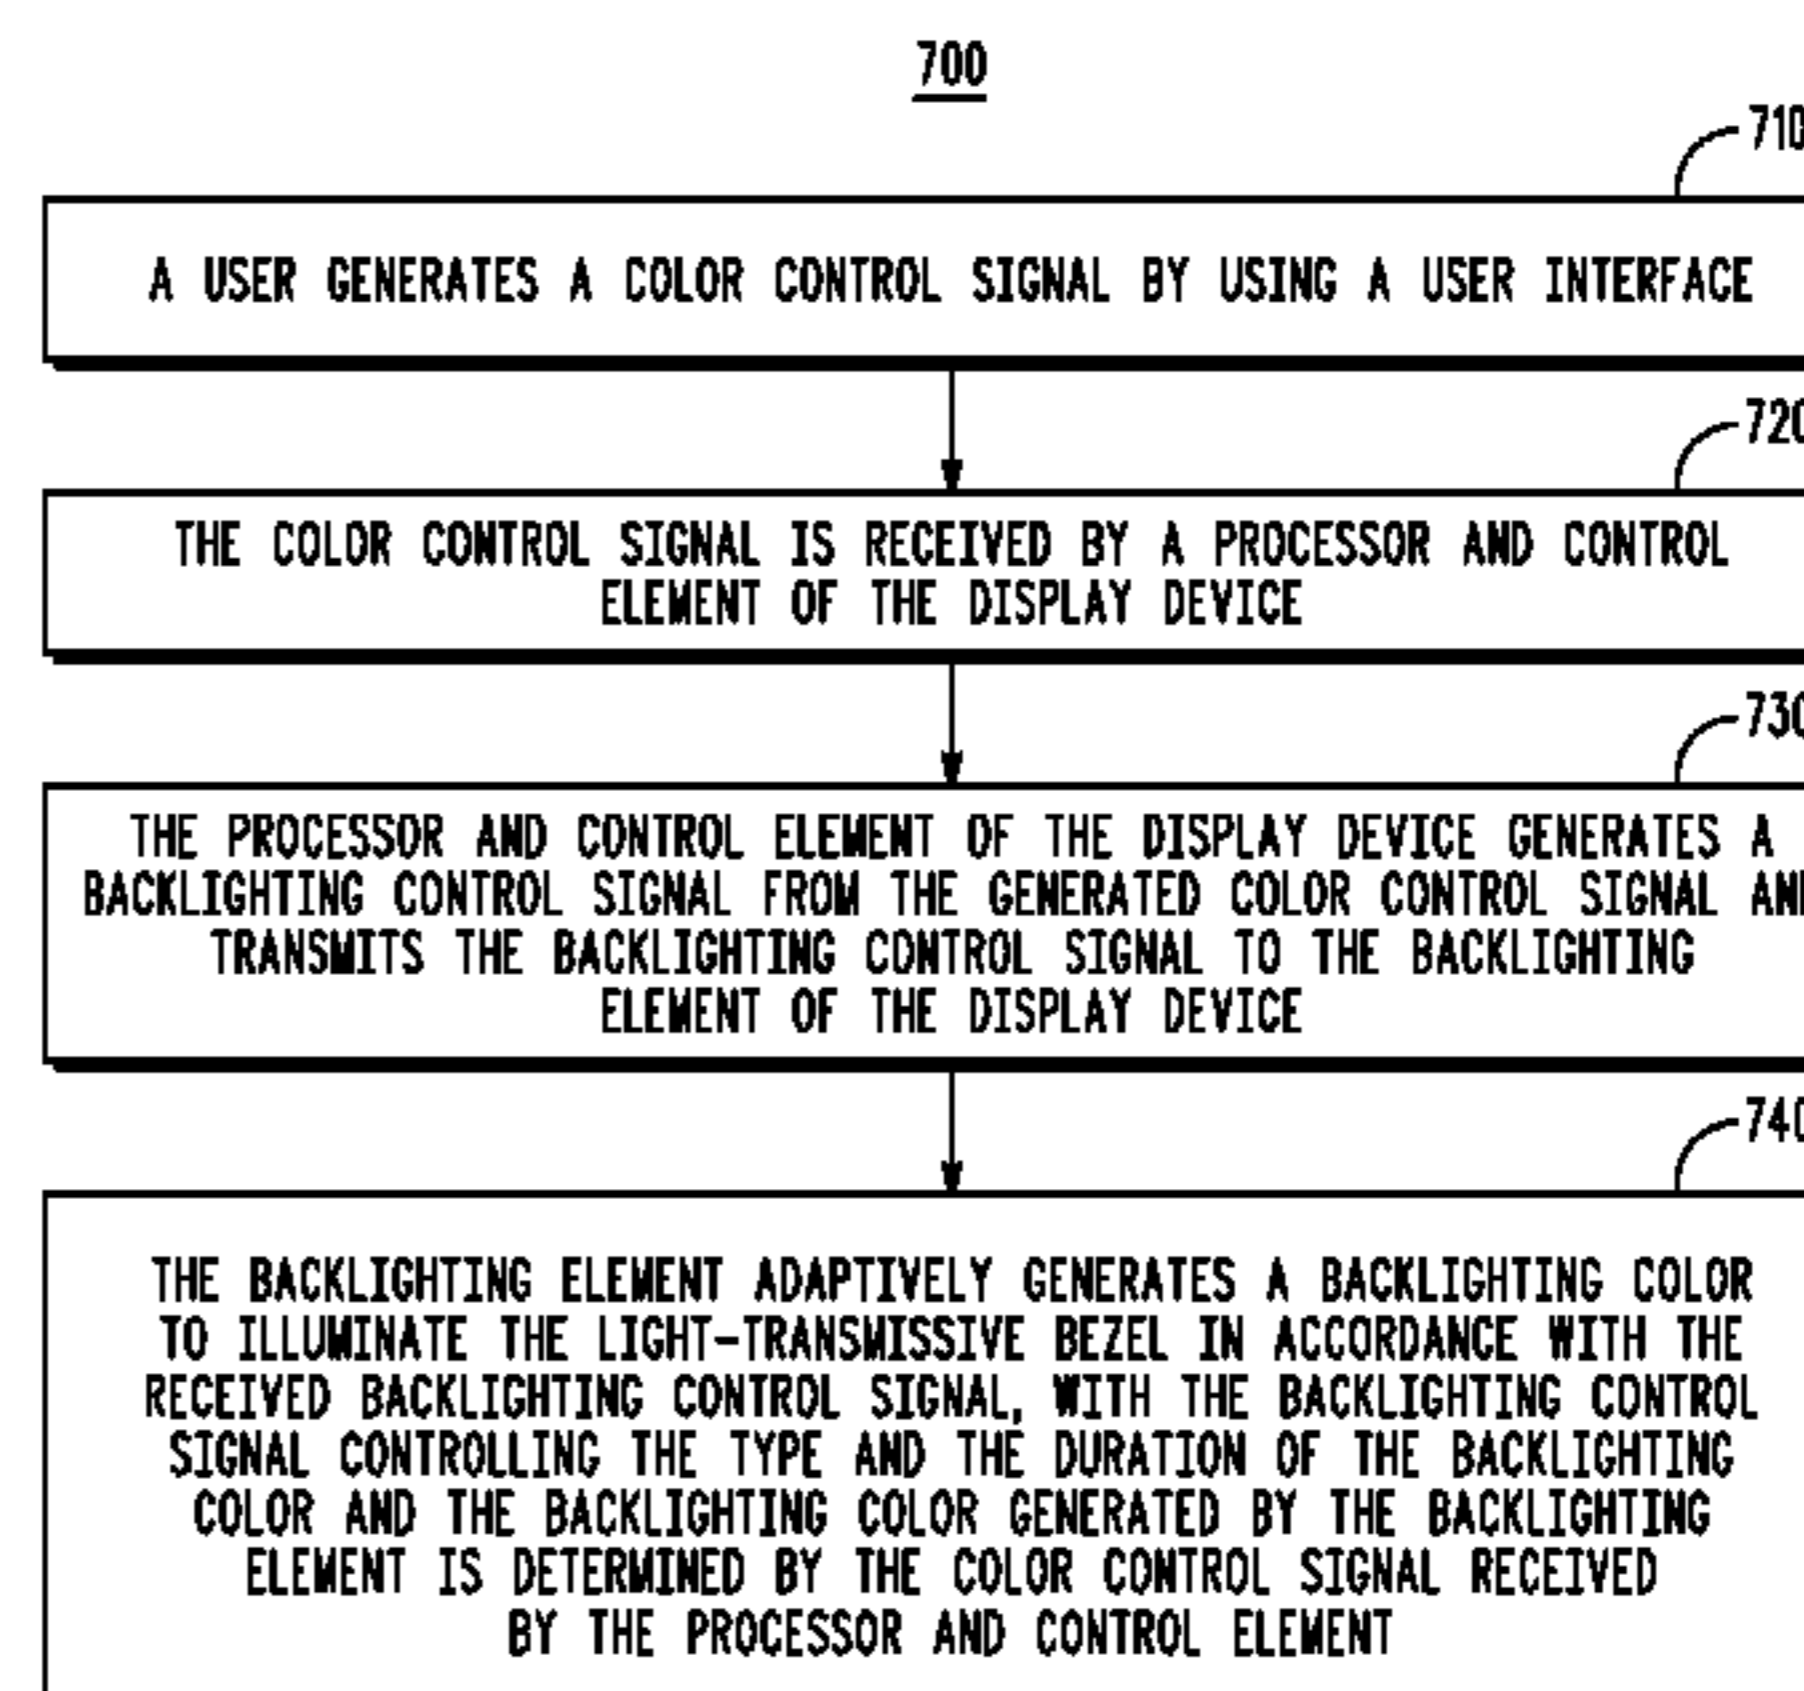 700
710
A USER GENERATES A COLOR CONTROL SIGNAL BY USING A USER INTERFACE
720
THE COLOR CONTROL SIGNAL IS RECEIVED BY A PROCESSOR AND CONTROL
ELEMENT OF THE DISPLAY DEVICE
730
THE PROCESSOR AND CONTROL ELEMENT OF THE DISPLAY DEVICE GENERATES A
BACKLIGHTING CONTROL SIGNAL FROM THE GENERATED COLOR CONTROL SIGNAL AND
TRANSMITS THE BACKLIGHTING CONTROL SIGNAL TO THE BACKLIGHTING
ELEMENT OF THE DISPLAY DEVICE
740
THE BACKLIGHTING ELEMENT ADAPTIVELY GENERATES A BACKLIGHTING COLOR
TO ILLUMINATE THE LIGHT-TRANSMISSIVE BEZEL IN ACCORDANCE WITH THE
RECEIVED BACKLIGHTING CONTROL SIGNAL, WITH THE BACKLIGHTING CONTROL
SIGNAL CONTROLLING THE TYPE AND THE DURATION OF THE BACKLIGHTING
COLOR AND THE BACKLIGHTING COLOR GENERATED BY THE BACKLIGHTING
ELEMENT IS DETERMINED BY THE COLOR CONTROL SIGNAL RECEIVED
BY THE PROCESSOR AND CONTROL ELEMENT